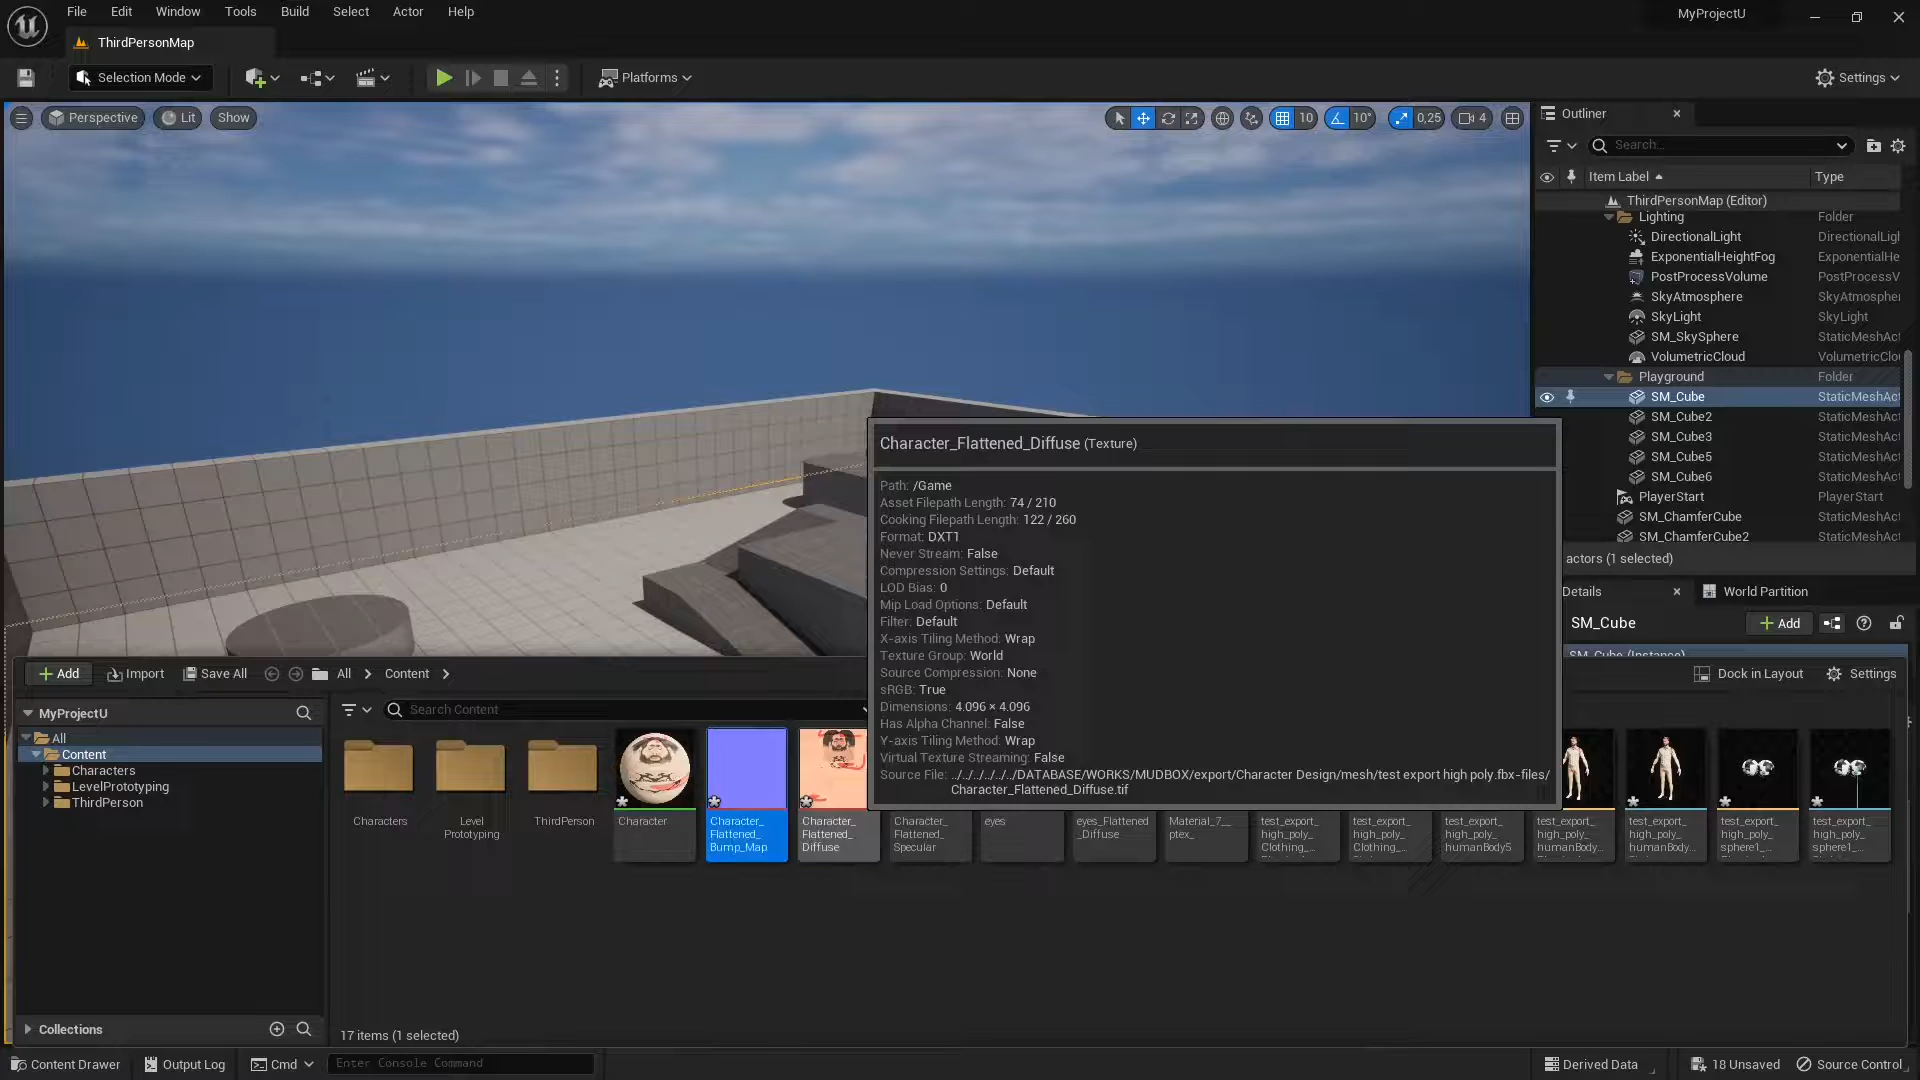 File Edit Window Tools Build Select Actor Help
MyProjectU
ThirdPersonMap
Selection Mode
Platforms
Settings
Perspective Lit Show
10 10° 0,25 4
Outliner
Search...
Item Label Type
ThirdPersonMap (Editor)
Lighting Folder
DirectionalLight DirectionalLigl
ExponentialHeightFog ExponentialHe
PostProcessVolume PostProcessV
SkyAtmosphere SkyAtmospher
SkyLight SkyLight
SM_SkySphere StaticMeshAct
VolumetricCloud VolumetricClou
Playground Folder
SM_Cube StaticMeshAct
SM_Cube2 StaticMeshAct
SM_Cube3 StaticMeshAct
SM_Cube5 StaticMeshAct
SM_Cube6 StaticMeshAct
PlayerStart PlayerStart
SM_ChamferCube StaticMeshAct
SM_ChamferCube2 StaticMeshAct
actors (1 selected)
Details World Partition
SM_Cube Add
SM_Cube (Instance)
Character_Flattened_Diffuse (Texture)
Path: /Game
Asset Filepath Length: 74 / 210
Cooking Filepath Length: 122 / 260
Format: DXT1
Never Stream: False
Compression Settings: Default
LOD Bias: 0
Mip Load Options: Default
Filter: Default
X-axis Tiling Method: Wrap
Texture Group: World
Source Compression: None
sRGB: True
Dimensions: 4.096 × 4.096
Has Alpha Channel: False
Y-axis Tiling Method: Wrap
Virtual Texture Streaming: False
Source File: ../../../../../../DATABASE/WORKS/MUDBOX/export/Character Design/mesh/test export high poly.fbx-files/
Character_Flattened_Diffuse.tif
Add Import Save All All Content
Dock in Layout Settings
MyProjectU
Search Content
All
Content
Characters
LevelPrototyping
ThirdPerson
Characters
Level
Prototyping
ThirdPerson
Character
Character_
Flattened_
Bump_Map
Character_
Flattened_
Diffuse
Character_
Flattened_
Specular
eyes
eyes_Flattened
_Diffuse
Material_7__
ptex_
test_export_
high_poly_
Clothing_...
test_export_
high_poly_
Clothing_...
test_export_
high_poly_
humanBody5
test_export_
high_poly_
humanBody...
test_export_
high_poly_
humanBody...
test_export_
high_poly_
sphere1_...
test_export_
high_poly_
sphere1_...
Collections
17 items (1 selected)
Content Drawer Output Log Cmd Enter Console Command
Derived Data 18 Unsaved Source Control